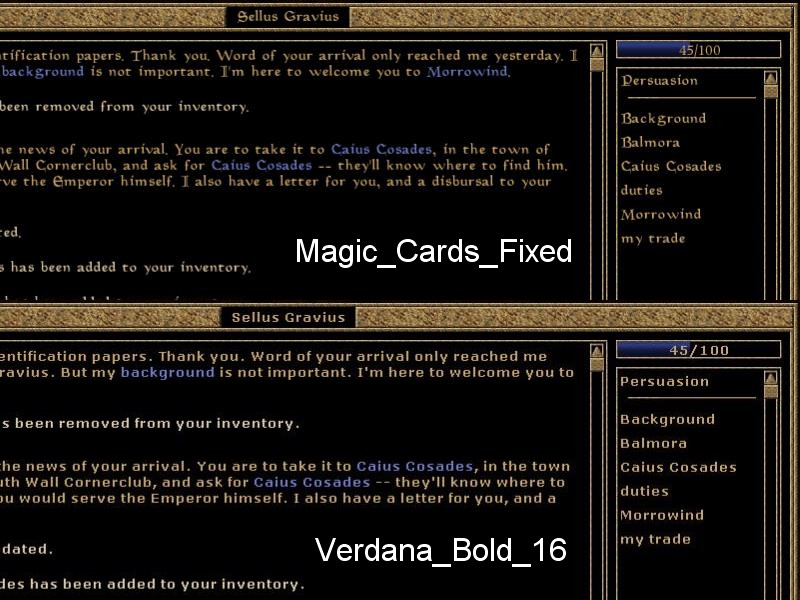 Sellus Gravius
ntification papers. Thank you. Word of your arrival only reached me yesterday. I
background is not important. I'm here to welcome you to Morrowind.
been removed from your inventory.
he news of your arrival. You are to take it to Caius Cosades, in the town of
Wall Cornerclub, and ask for Caius Cosades -- they'll know where to find him.
rve the Emperor himself. I also have a letter for you, and a disbursal to your
ed.
s has been added to your inventory.
45/100
Persuasion
Background
Balmora
Caius Cosades
duties
Morrowind
my trade
Magic_Cards_Fixed
Sellus Gravius
entification papers. Thank you. Word of your arrival only reached me
ravius. But my background is not important. I'm here to welcome you to
s been removed from your inventory.
the news of your arrival. You are to take it to Caius Cosades, in the town
uth Wall Cornerclub, and ask for Caius Cosades -- they'll know where to
ou would serve the Emperor himself. I also have a letter for you, and a
dated.
des has been added to your inventory.
45/100
Persuasion
Background
Balmora
Caius Cosades
duties
Morrowind
my trade
Verdana_Bold_16